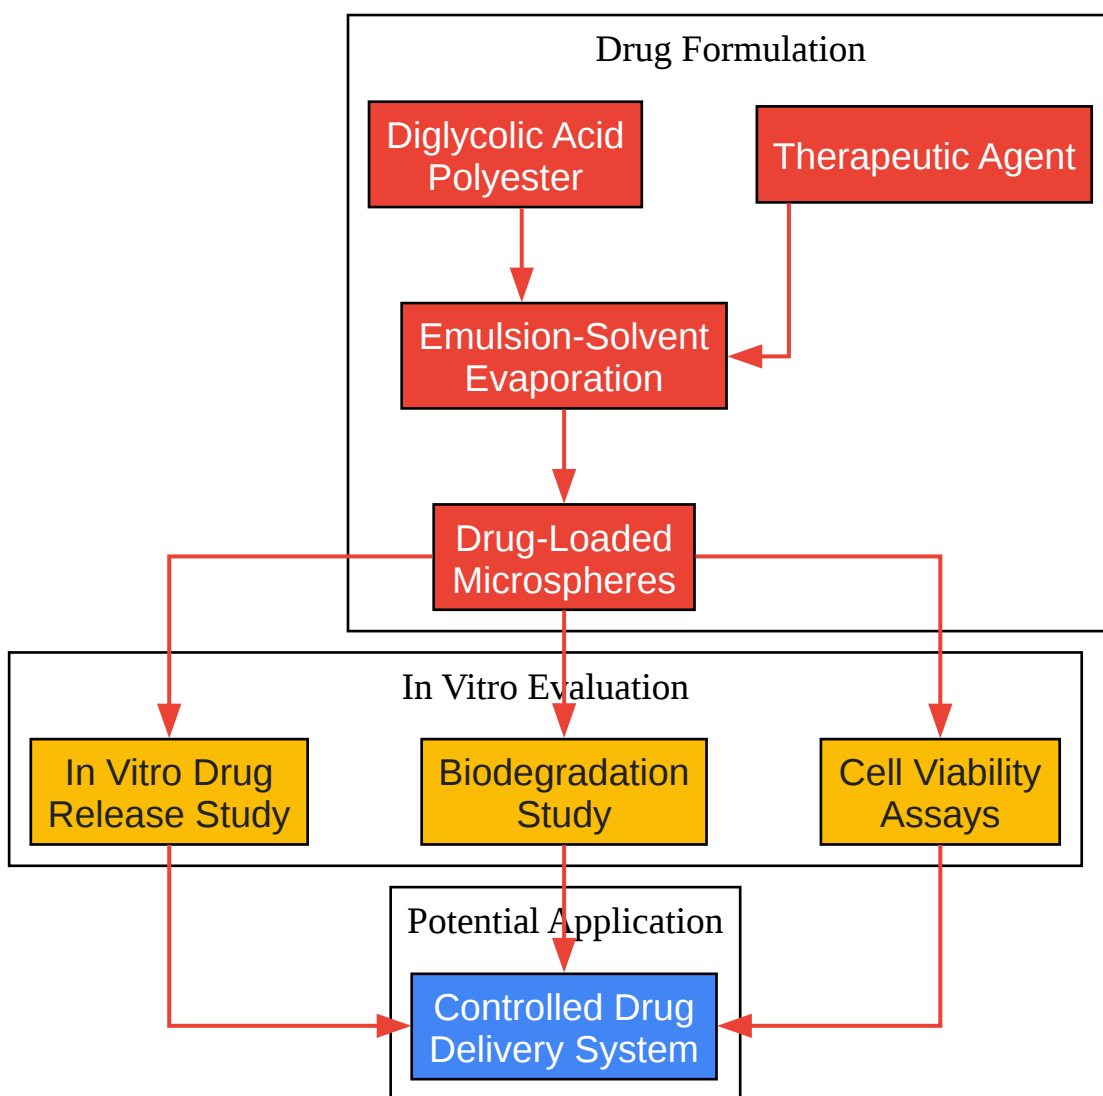 Drug Formulation
Diglycolic Acid
Polyester
Therapeutic Agent
Emulsion-Solvent
Evaporation
Drug-Loaded
Microspheres
In Vitro Evaluation
In Vitro Drug
Release Study
Biodegradation
Study
Cell Viability
Assays
Potential Application
Controlled Drug
Delivery System